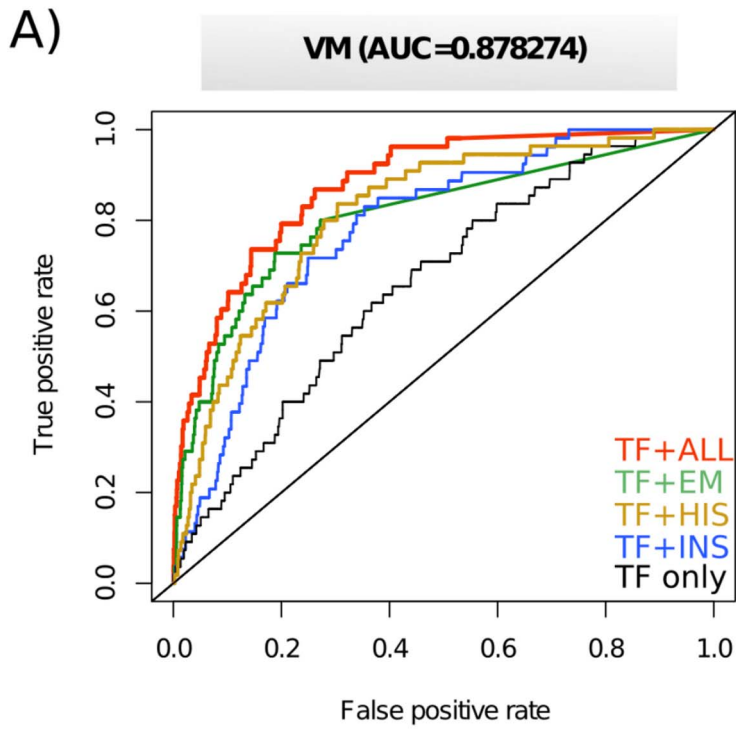 A)
VM (AUC=0.878274)
True positive rate
1.0
0.8
0.6
0.4
0.2
0.0
TF+ALL
TF+EM
TF+HIS
TF+INS
TF only
0.0 0.2 0.4 0.6 0.8 1.0
False positive rate